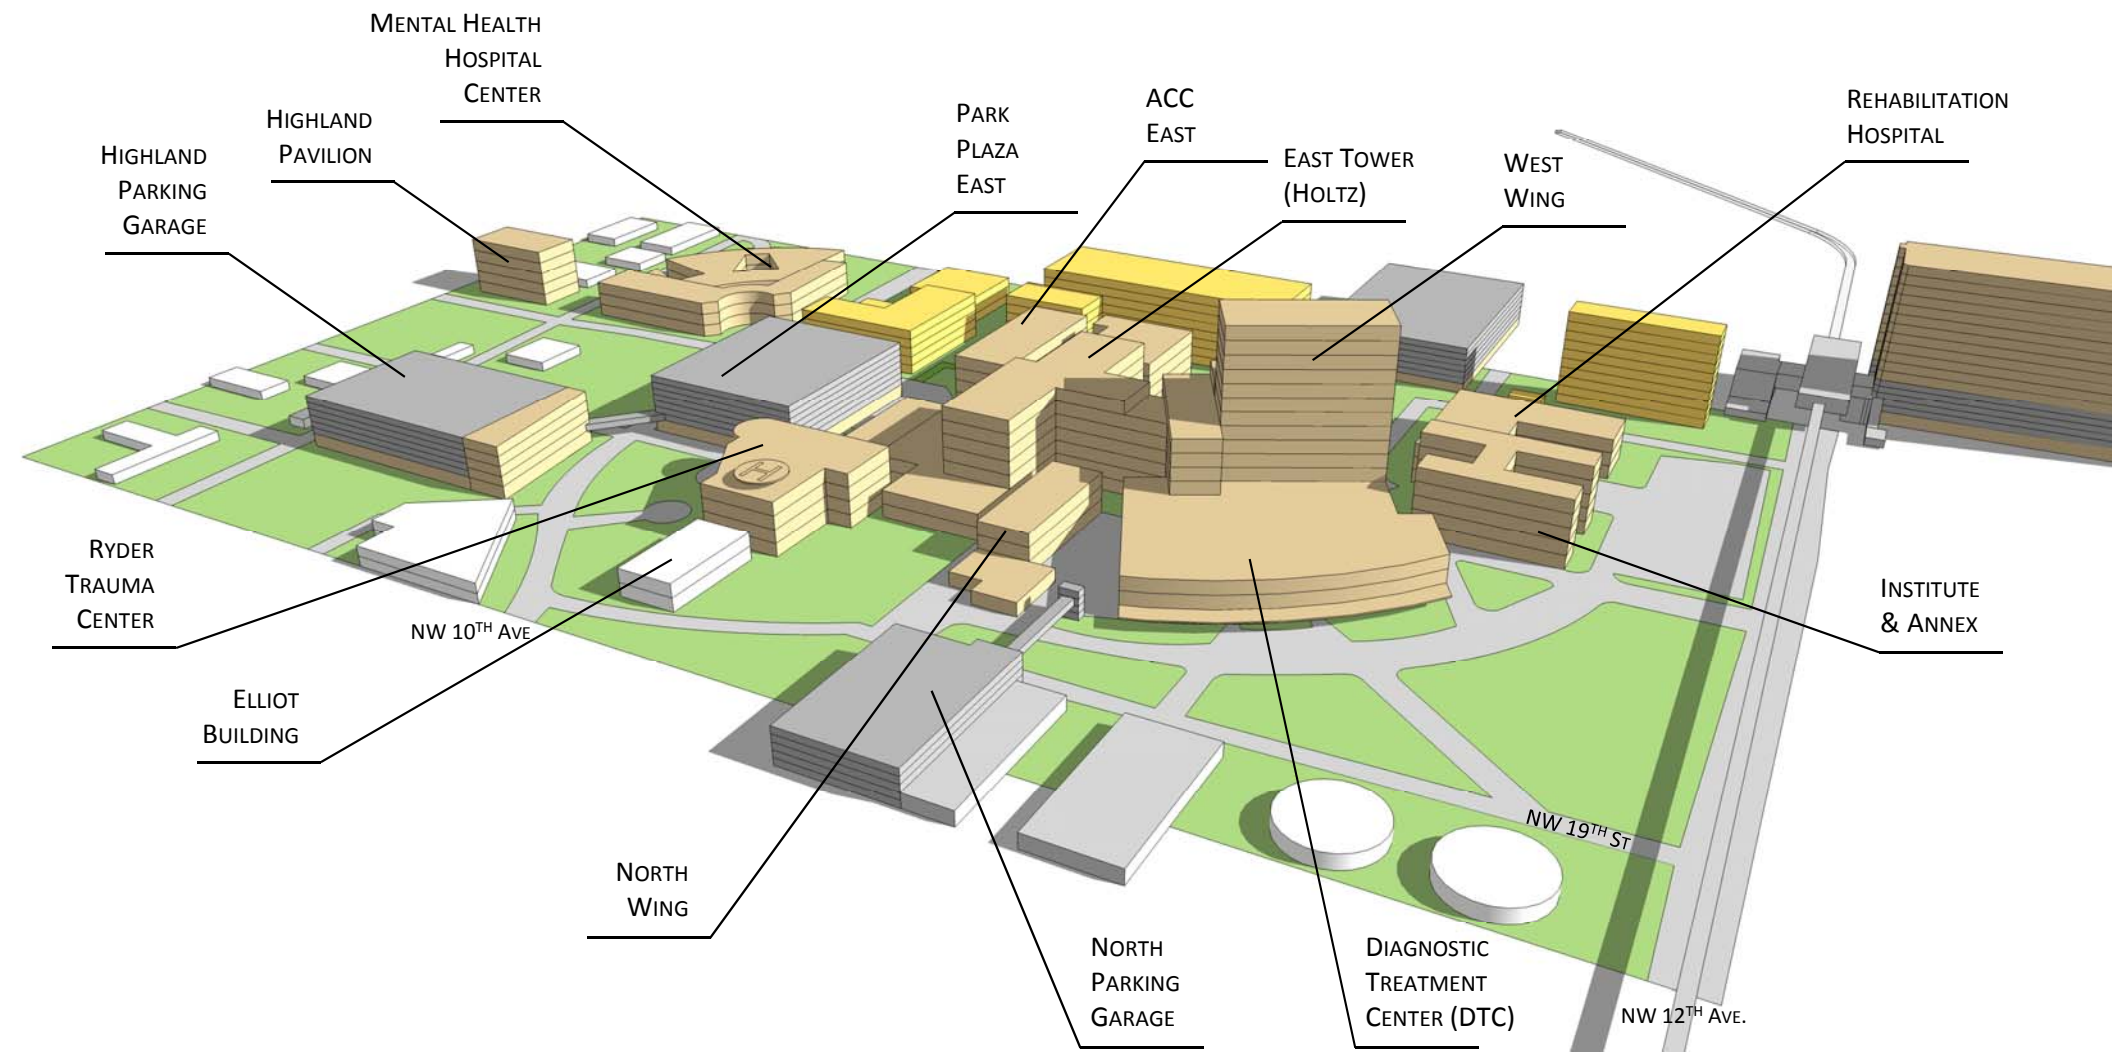 MENTAL HEALTH
HOSPITAL
CENTER
HIGHLAND
PAVILION
HIGHLAND
PARKING
GARAGE
PARK
PLAZA
EAST
ACC
EAST
EAST TOWER
(HOLTZ)
WEST
WING
REHABILITATION
HOSPITAL
RYDER
TRAUMA
CENTER
NW 10TH AVE
ELLIOT
BUILDING
INSTITUTE
& ANNEX
NW 19TH ST
NORTH
WING
NORTH
PARKING
GARAGE
DIAGNOSTIC
TREATMENT
CENTER (DTC)
NW 12TH AVE.
H